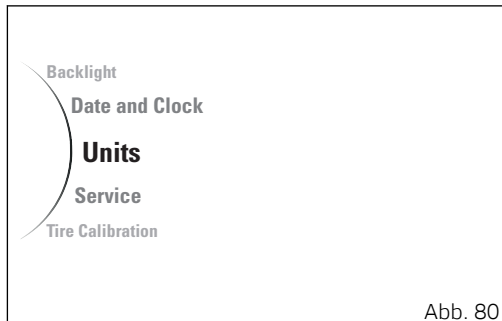 Backlight
Date and Clock
Units
Service
Tire Calibration
Abb. 80